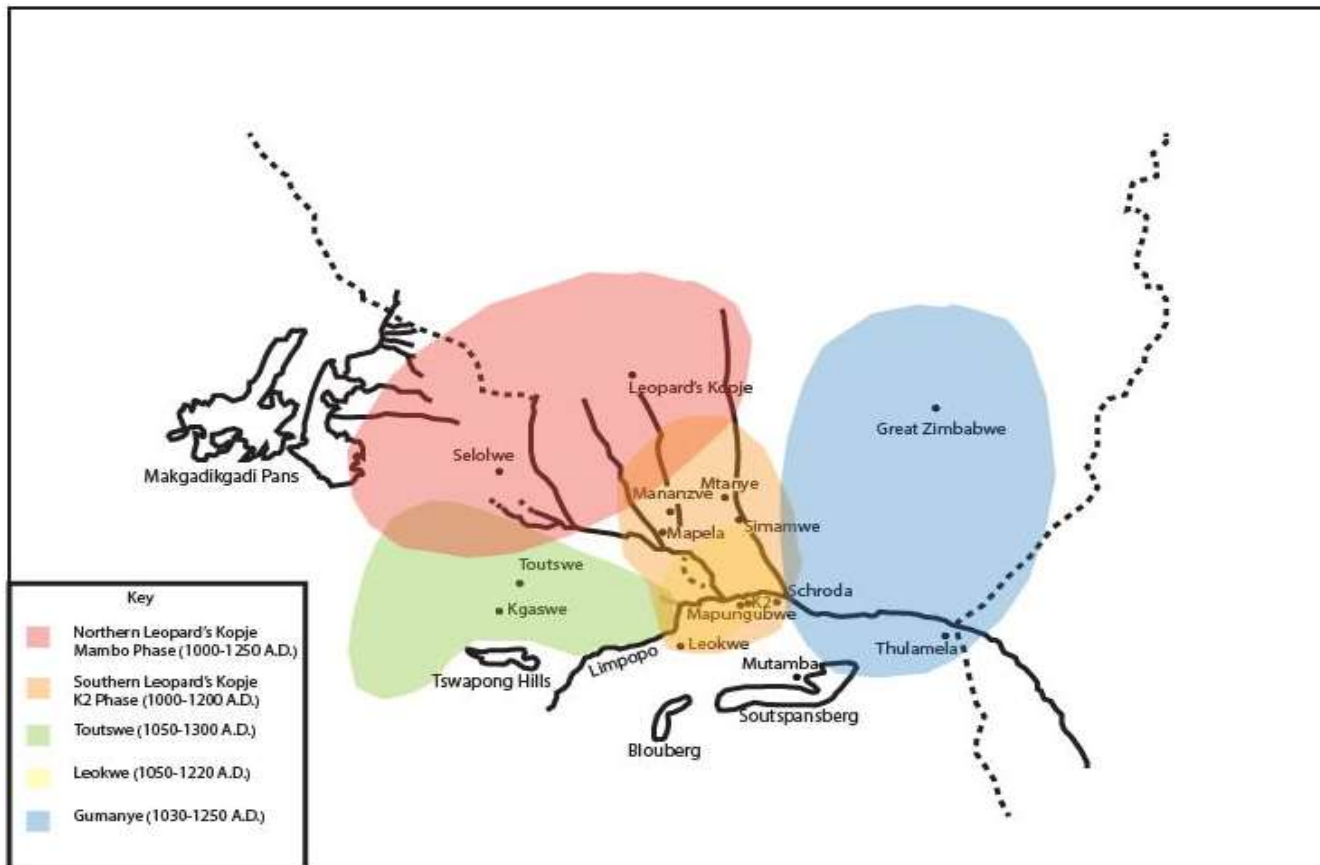 Leopard's Kopje
Great Zimbabwe
Selolwe
Makgadikgadi Pans
Mtanye
Mananzve
Simamwe
Mapela
Toutswe
Schroda
K2
Kgaswe
Mapungubwe
Leokwe
Thulamela
Limpopo
Mutamba
Tswapong Hills
Soutspansberg
Blouberg
Key
Northern Leopard's Kopje
Mambo Phase (1000-1250 A.D.)
Southern Leopard's Kopje
K2 Phase (1000-1200 A.D.)
Toutswe (1050-1300 A.D.)
Leokwe (1050-1220 A.D.)
Gumanye (1030-1250 A.D.)